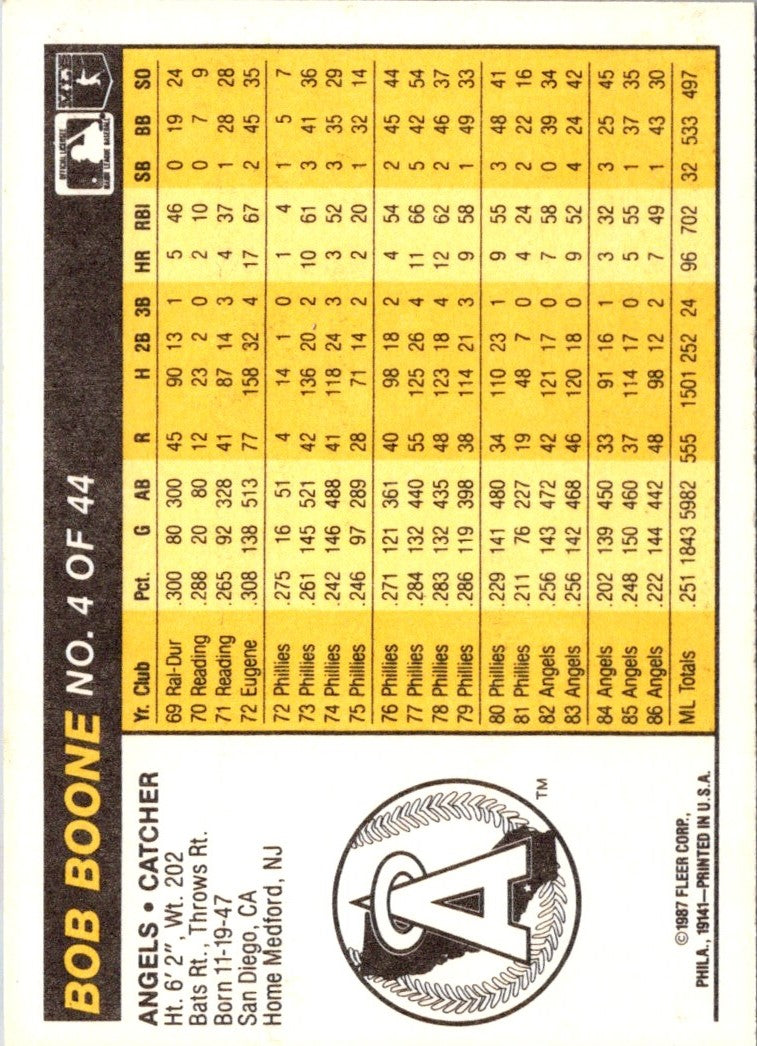 BOB BOONE NO. 4 OF 44
OFFICIAL LICENSEE
MAJOR LEAGUE BASEBALL
ANGELS • CATCHER
Ht. 6'2", Wt. 202
Bats Rt., Throws Rt.
Born 11-19-47
San Diego, CA
Home Medford, NJ
A
TM
©1987 FLEER CORP.,
PHILA., 19141—PRINTED IN U.S.A.
Yr. Club Pct. G AB R H 2B 3B HR RBI SB BB SO
69 Ral-Dur .300 80 300 45 90 13 1 5 46 0 19 24
70 Reading .288 20 80 12 23 2 0 2 10 0 7 9
71 Reading .265 92 328 41 87 14 3 4 37 1 28 28
72 Eugene .308 138 513 77 158 32 4 17 67 2 45 35
72 Phillies .275 16 51 4 14 1 0 1 4 1 5 7
73 Phillies .261 145 521 42 136 20 2 10 61 3 41 36
74 Phillies .242 146 488 41 118 24 3 3 52 3 35 29
75 Phillies .246 97 289 28 71 14 2 2 20 1 32 14
76 Phillies .271 121 361 40 98 18 2 4 54 2 45 44
77 Phillies .284 132 440 55 125 26 4 11 66 5 42 54
78 Phillies .283 132 435 48 123 18 4 12 62 2 46 37
79 Phillies .286 119 398 38 114 21 3 9 58 1 49 33
80 Phillies .229 141 480 34 110 23 1 9 55 3 48 41
81 Phillies .211 76 227 19 48 7 0 4 24 2 22 16
82 Angels .256 143 472 42 121 17 0 7 58 0 39 34
83 Angels .256 142 468 46 120 18 0 9 52 4 24 42
84 Angels .202 139 450 33 91 16 1 3 32 3 25 45
85 Angels .248 150 460 37 114 17 0 5 55 1 37 35
86 Angels .222 144 442 48 98 12 2 7 49 1 43 30
ML Totals .251 1843 5982 555 1501 252 24 96 702 32 533 497